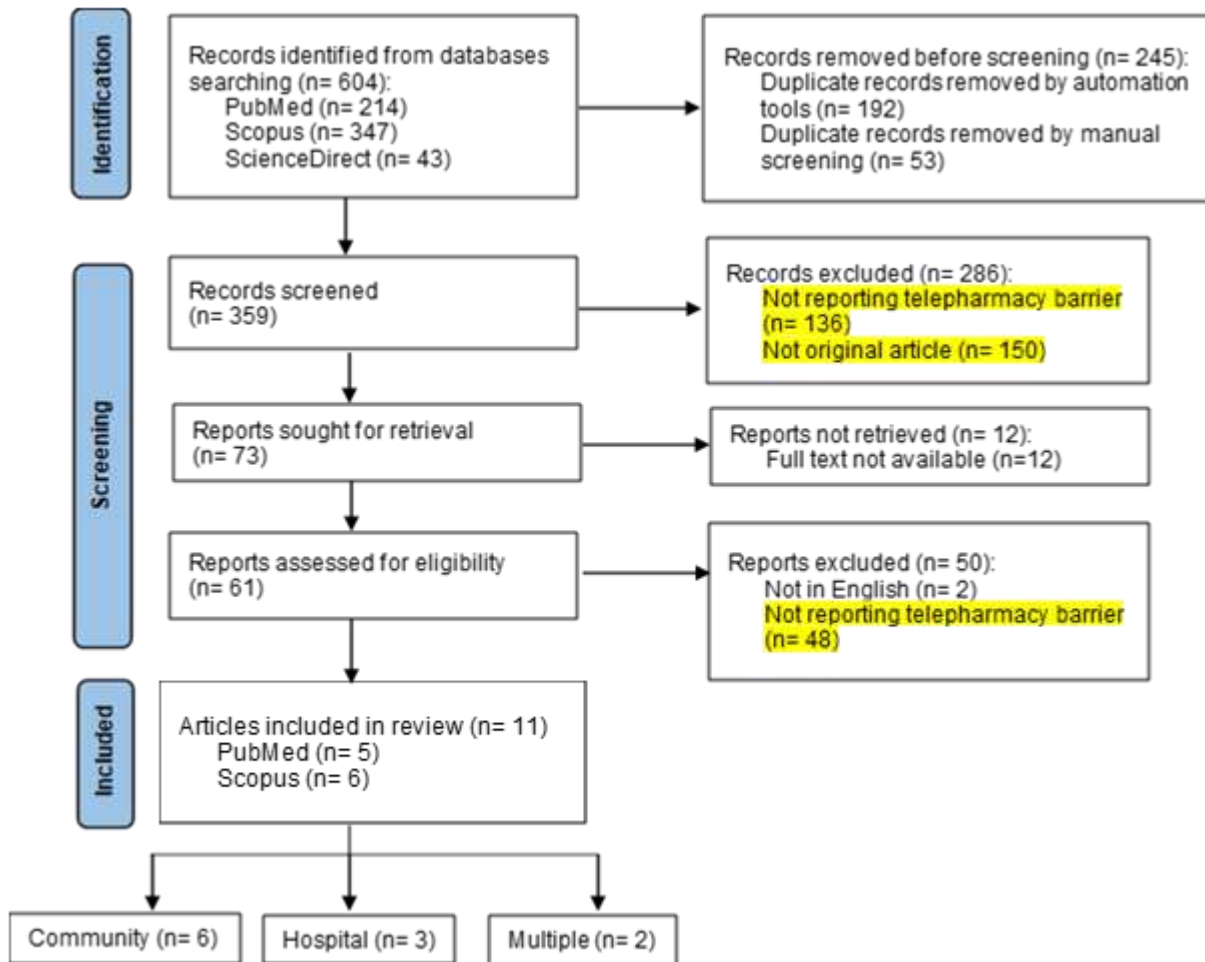 Identification
Records identified from databases
searching (n= 604):
PubMed (n= 214)
Scopus (n= 347)
ScienceDirect (n= 43)
Records removed before screening (n= 245):
Duplicate records removed by automation
tools (n= 192)
Duplicate records removed by manual
screening (n= 53)
Screening
Records screened
(n= 359)
Records excluded (n= 286):
Not reporting telepharmacy barrier
(n= 136)
Not original article (n= 150)
Reports sought for retrieval
(n= 73)
Reports not retrieved (n= 12):
Full text not available (n=12)
Reports assessed for eligibility
(n= 61)
Reports excluded (n= 50):
Not in English (n= 2)
Not reporting telepharmacy barrier
(n= 48)
Included
Articles included in review (n= 11)
PubMed (n= 5)
Scopus (n= 6)
Community (n= 6)
Hospital (n= 3)
Multiple (n= 2)